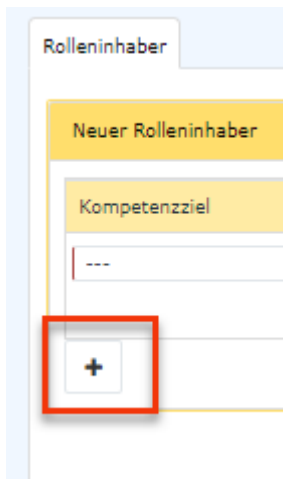 Rolleninhaber
Neuer Rolleninhaber
Kompetenzziel
---
+